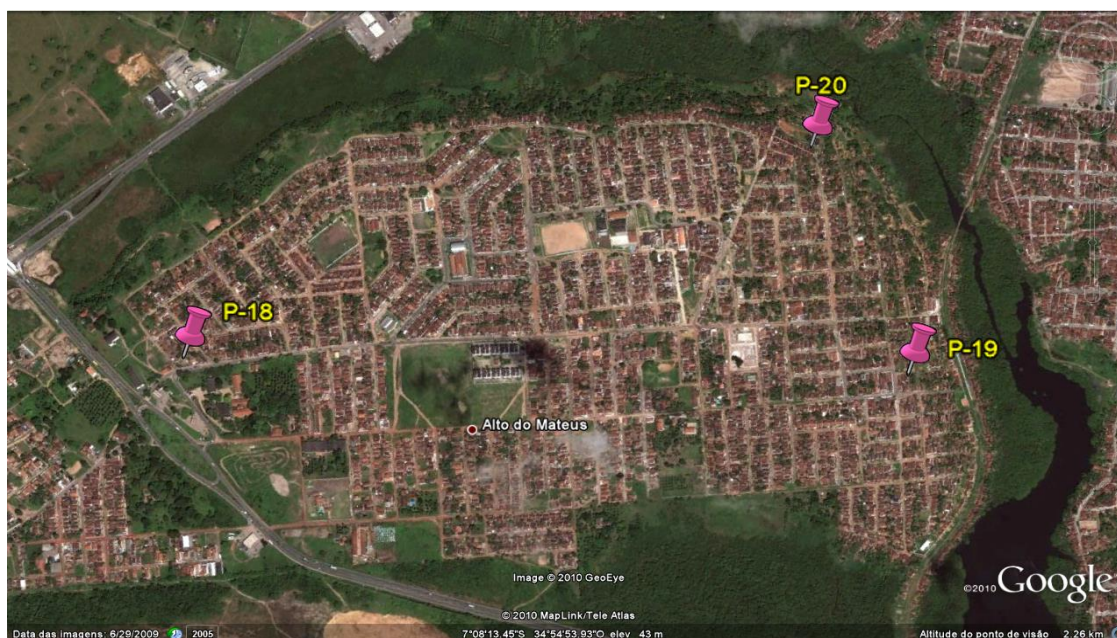 P-20
P-18
P-19
Alto do Mateus
Image © 2010 GeoEye
©2010 Google
© 2010 MapLink/Tele Atlas
Data das imagens: 6/29/2009 2005 7°08'13.45"S 34°54'53.93"O elev 43 m Altitude do ponto de visão 2.26 km